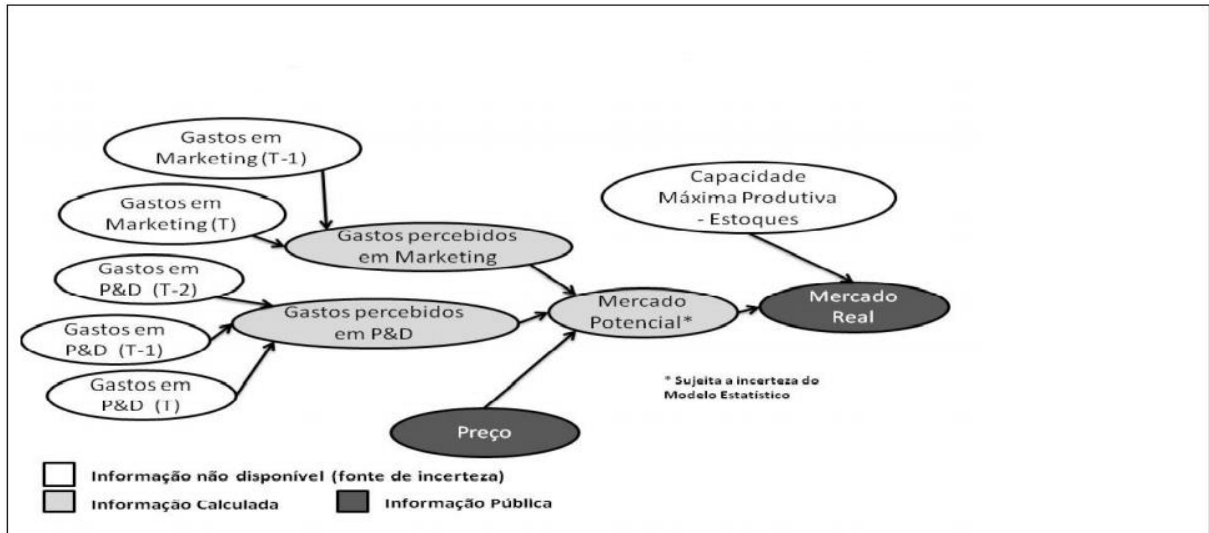 Gastos em
Marketing (T-1)
Gastos em
Marketing (T)
Gastos em
P&D (T-2)
Gastos em
P&D (T-1)
Gastos em
P&D (T)
Gastos percebidos
em Marketing
Gastos percebidos
em P&D
Mercado
Potencial*
Preço
Capacidade
Máxima Produtiva
- Estoques
Mercado
Real
* Sujeita a incerteza do
Modelo Estatístico
Informação não disponível (fonte de incerteza)
Informação Calculada
Informação Pública